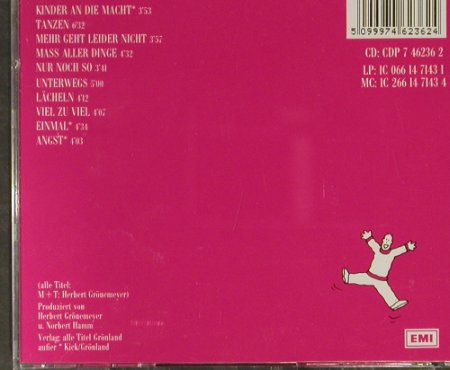 KINDER AN DIE MACHT* 3'53
TANZEN 6'32
MEHR GEHT LEIDER NICHT 3'57
MASS ALLER DINGE 4'32
NUR NOCH SO 3'41
UNTERWEGS 5'00
LÄCHELN 4'12
VIEL ZU VIEL 4'07
EINMAL* 4'34
ANGST* 4'03
5 099974 623624
CD: CDP 7 46236 2
LP: IC 066 14 7143 1
MC: IC 266 14 7143 4
(alle Titel:
M + T: Herbert Grönemeyer)
Produziert von
Herbert Grönemeyer
u. Norbert Hamm
Verlag: alle Titel Grönland
außer * Kick/Grönland
EMI